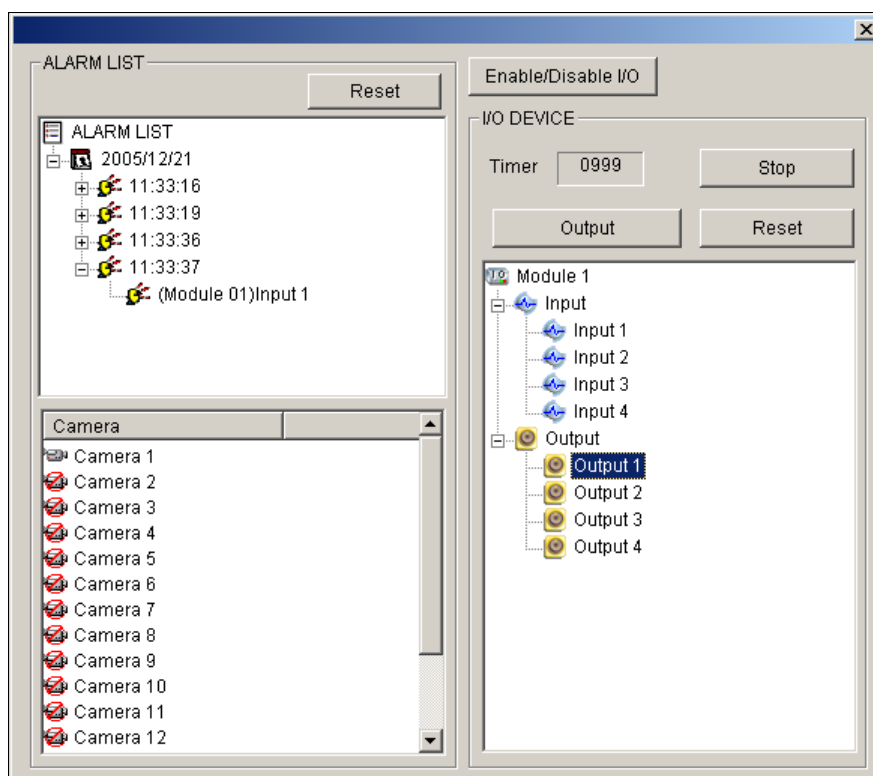 ALARM LIST
Reset
ALARM LIST
2005/12/21
11:33:16
11:33:19
11:33:36
11:33:37
(Module 01)Input 1
Camera
Camera 1
Camera 2
Camera 3
Camera 4
Camera 5
Camera 6
Camera 7
Camera 8
Camera 9
Camera 10
Camera 11
Camera 12
Enable/Disable I/O
I/O DEVICE
Timer 0999 Stop
Output Reset
Module 1
Input
Input 1
Input 2
Input 3
Input 4
Output
Output 1
Output 2
Output 3
Output 4